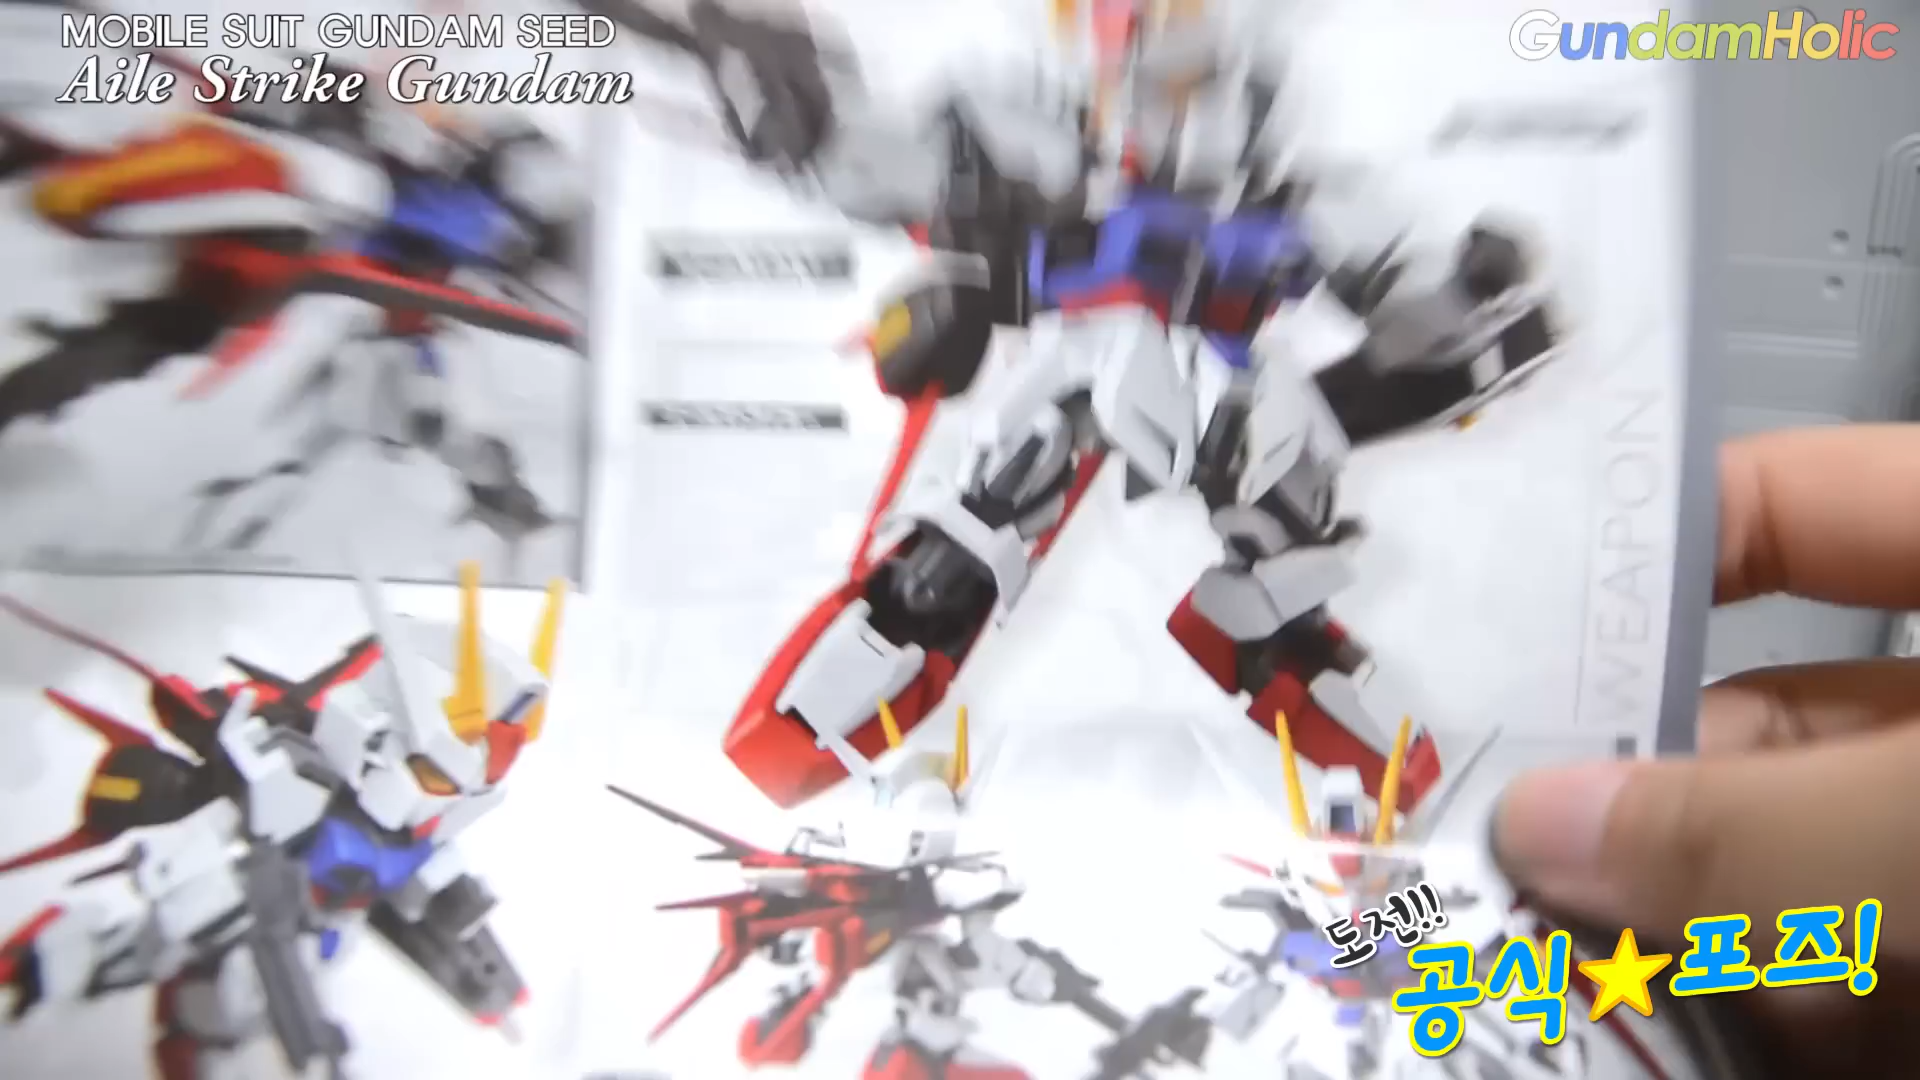 MOBILE SUIT GUNDAM SEED
Aile Strike Gundam
GundamHolic
WEAPON
도전!!
공식★포즈!